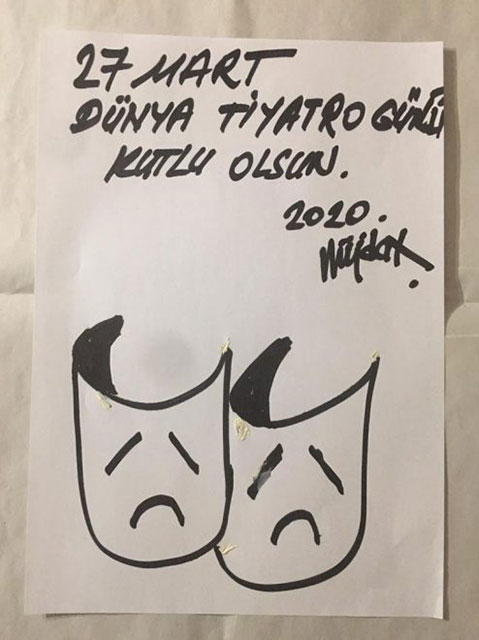 27 MART
DÜNYA TİYATRO GÜNÜ
KUTLU OLSUN.
2020.